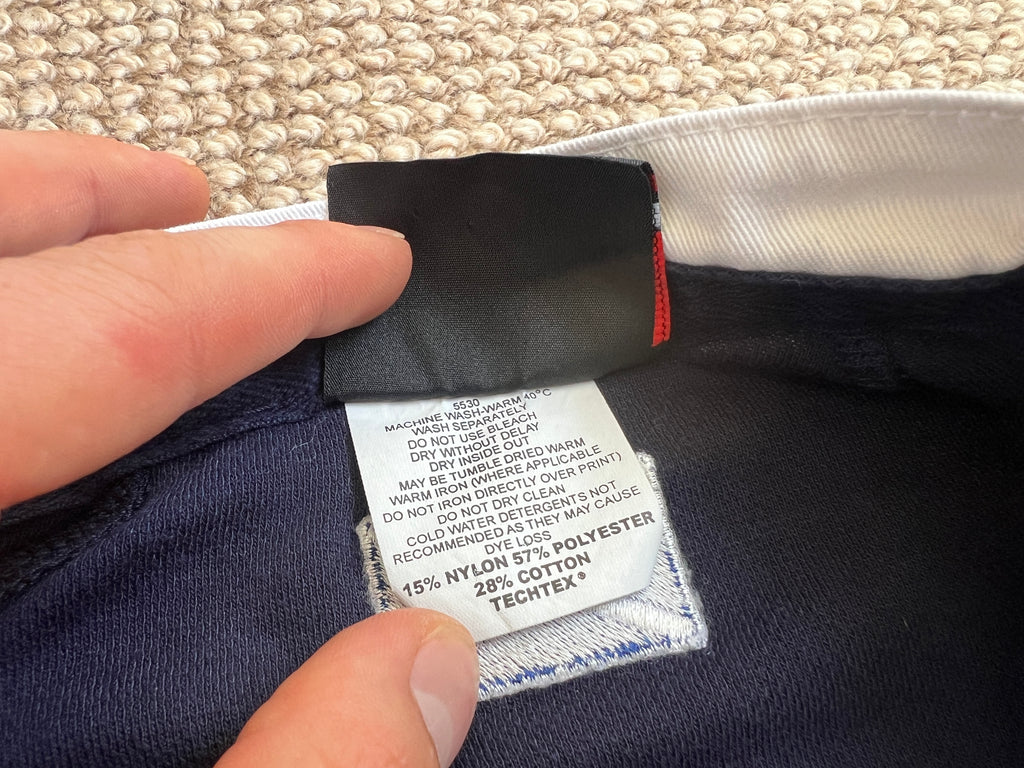 5530
MACHINE WASH-WARM 40°C
WASH SEPARATELY
DO NOT USE BLEACH
DRY WITHOUT DELAY
DRY INSIDE OUT
MAY BE TUMBLE DRIED WARM
WARM IRON (WHERE APPLICABLE
DO NOT IRON DIRECTLY OVER PRINT)
DO NOT DRY CLEAN
COLD WATER DETERGENTS NOT
RECOMMENDED AS THEY MAY CAUSE
DYE LOSS
15% NYLON 57% POLYESTER
28% COTTON
TECHTEX®